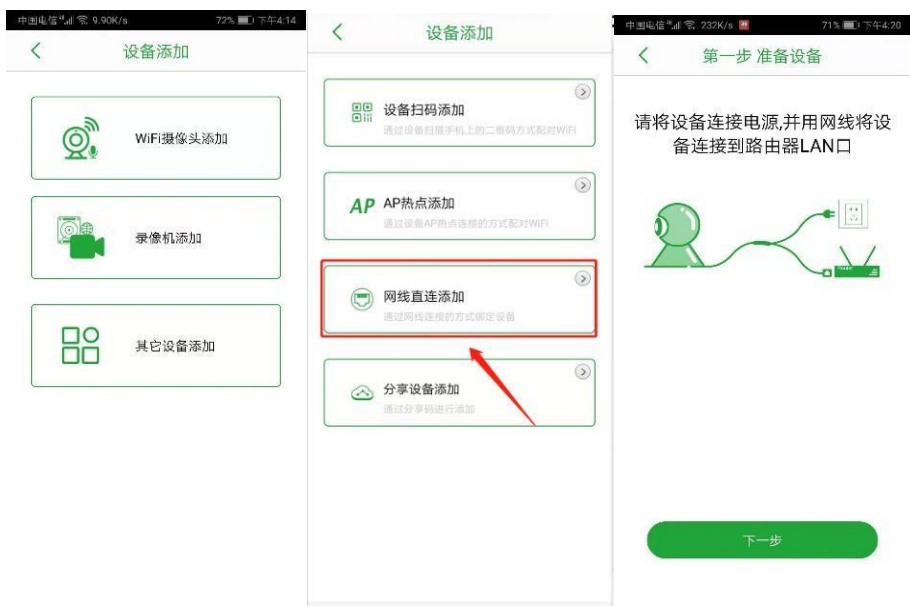 中国电信 9.90K/s 72% 下午4:14
设备添加
WiFi摄像头添加
录像机添加
其它设备添加
设备添加
设备扫码添加
通过设备扫描手机上的二维码方式配对WiFi
AP AP热点添加
通过设备AP热点连接的方式配对WiFi
网线直连添加
通过网线连接的方式绑定设备
分享设备添加
通过分享码进行添加
中国电信 232K/s 71% 下午4:20
第一步 准备设备
请将设备连接电源,并用网线将设
备连接到路由器LAN口
下一步